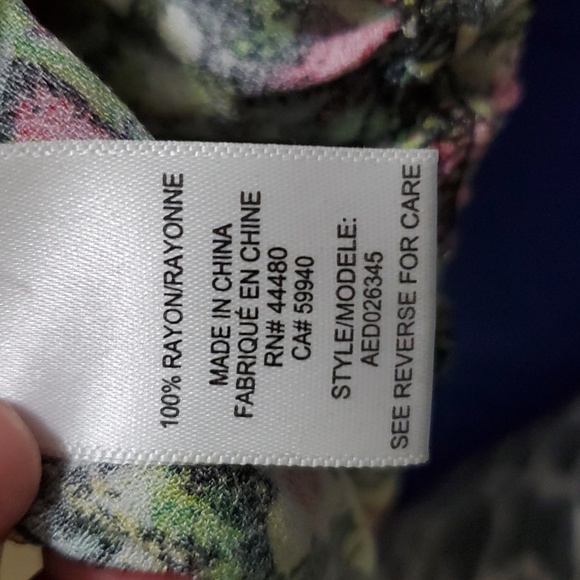 100% RAYON/RAYONNE
MADE IN CHINA
FABRIQUÉ EN CHINE
RN# 44480
CA# 59940
STYLE/MODELE:
AED026345
SEE REVERSE FOR CARE